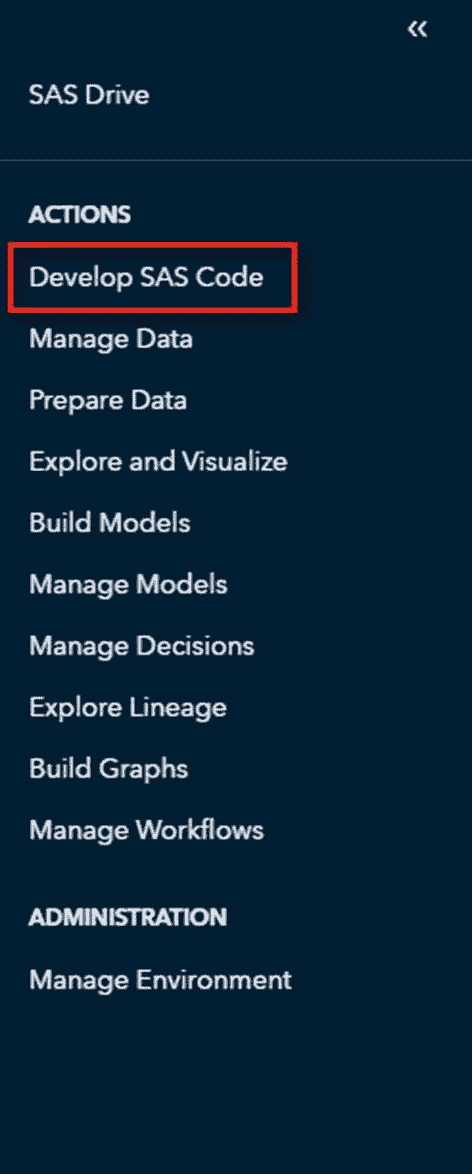 «
SAS Drive
ACTIONS
Develop SAS Code
Manage Data
Prepare Data
Explore and Visualize
Build Models
Manage Models
Manage Decisions
Explore Lineage
Build Graphs
Manage Workflows
ADMINISTRATION
Manage Environment